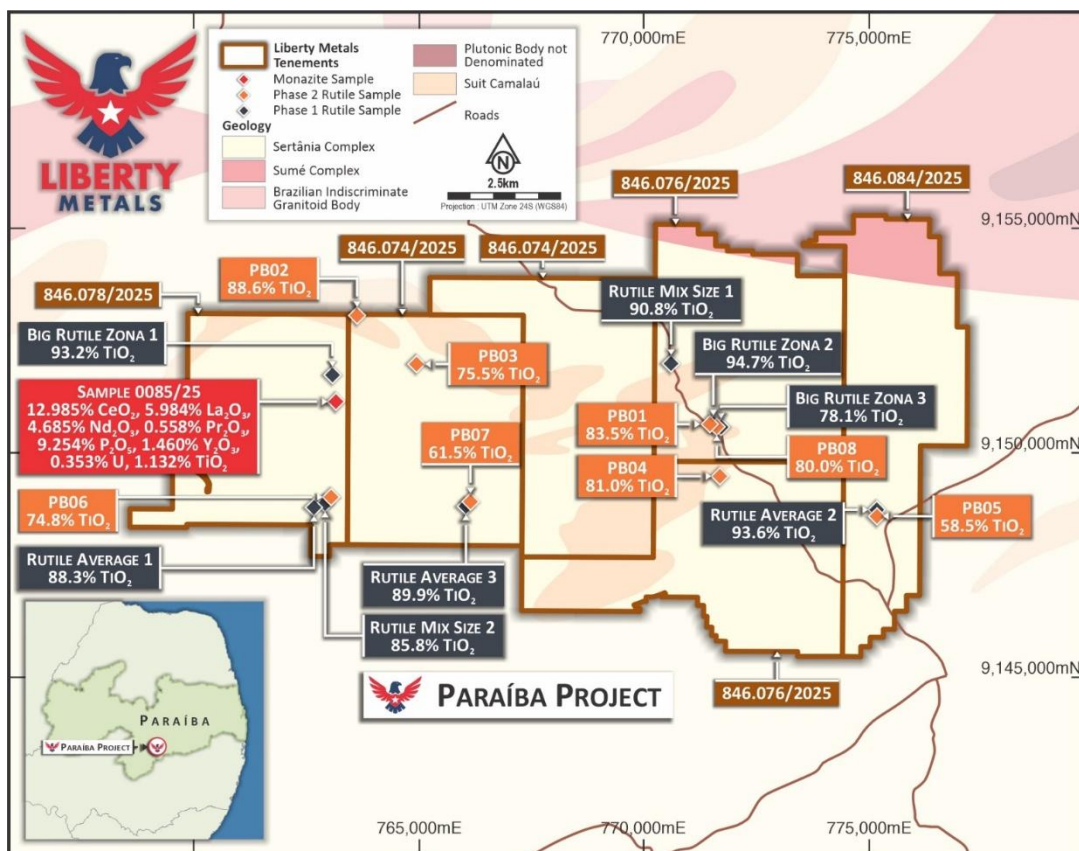 LIBERTY
METALS
Liberty Metals
Tenements
Monazite Sample
Phase 2 Rutile Sample
Phase 1 Rutile Sample
Geology
Sertânia Complex
Sumé Complex
Brazilian Indiscriminate
Granitoid Body
Plutonic Body not
Denominated
Suit Camalaú
Roads
N
2.5km
Projection : UTM Zone 24S (WGS84)
770,000mE
775,000mE
846.076/2025
846.084/2025
9,155,000mN
846.074/2025
846.074/2025
PB02
88.6% TiO₂
846.078/2025
RUTILE MIX SIZE 1
90.8% TiO₂
BIG RUTILE ZONA 1
93.2% TiO₂
BIG RUTILE ZONA 2
94.7% TiO₂
PB03
75.5% TiO₂
SAMPLE 0085/25
12.985% CeO₂, 5.984% La₂O₃,
4.685% Nd₂O₃, 0.558% Pr₂O₃,
9.254% P₂O₅, 1.460% Y₂O₃,
0.353% U, 1.132% TiO₂
BIG RUTILE ZONA 3
78.1% TiO₂
PB01
83.5% TiO₂
PB07
61.5% TiO₂
PB08
80.0% TiO₂
9,150,000mN
PB04
81.0% TiO₂
PB06
74.8% TiO₂
RUTILE AVERAGE 2
93.6% TiO₂
PB05
58.5% TiO₂
RUTILE AVERAGE 1
88.3% TiO₂
RUTILE AVERAGE 3
89.9% TiO₂
RUTILE MIX SIZE 2
85.8% TiO₂
9,145,000mN
PARAÍBA PROJECT
846.076/2025
PARAÍBA
PARAÍBA PROJECT
765,000mE
770,000mE
775,000mE